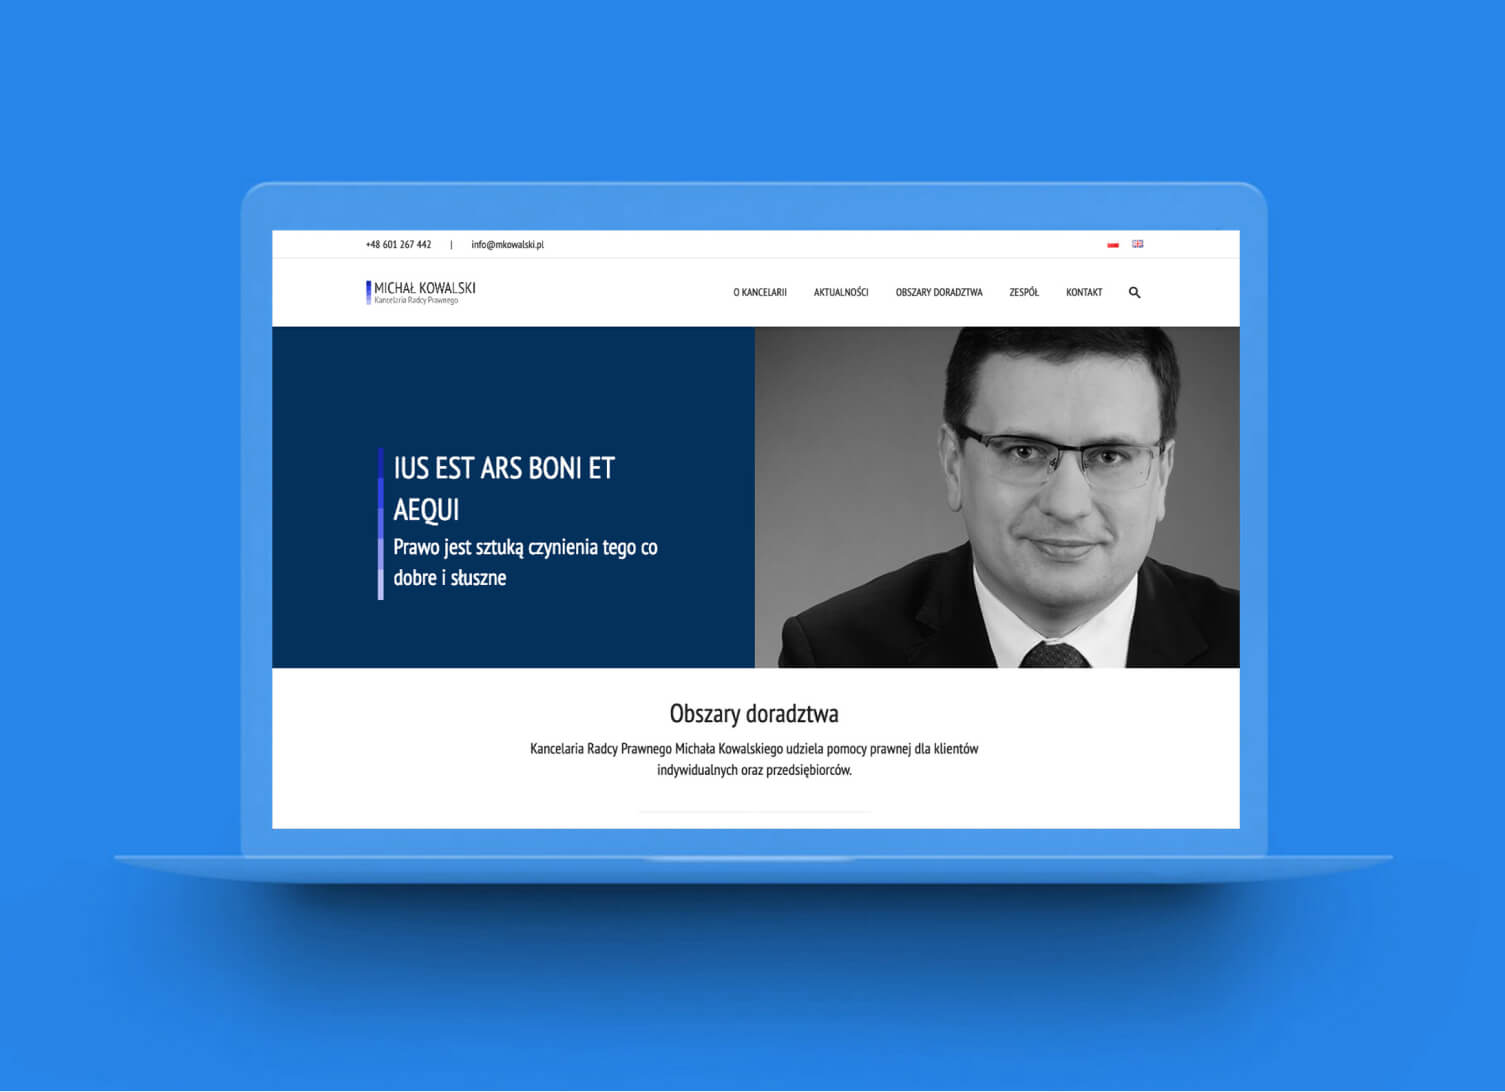 +48 601 267 442 | info@mkowalski.pl
MICHAŁ KOWALSKI
Kancelaria Radcy Prawnego
O KANCELARII AKTUALNOŚCI OBSZARY DORADZTWA ZESPÓŁ KONTAKT
IUS EST ARS BONI ET
AEQUI
Prawo jest sztuką czynienia tego co
dobre i słuszne
Obszary doradztwa
Kancelaria Radcy Prawnego Michała Kowalskiego udziela pomocy prawnej dla klientów
indywidualnych oraz przedsiębiorców.